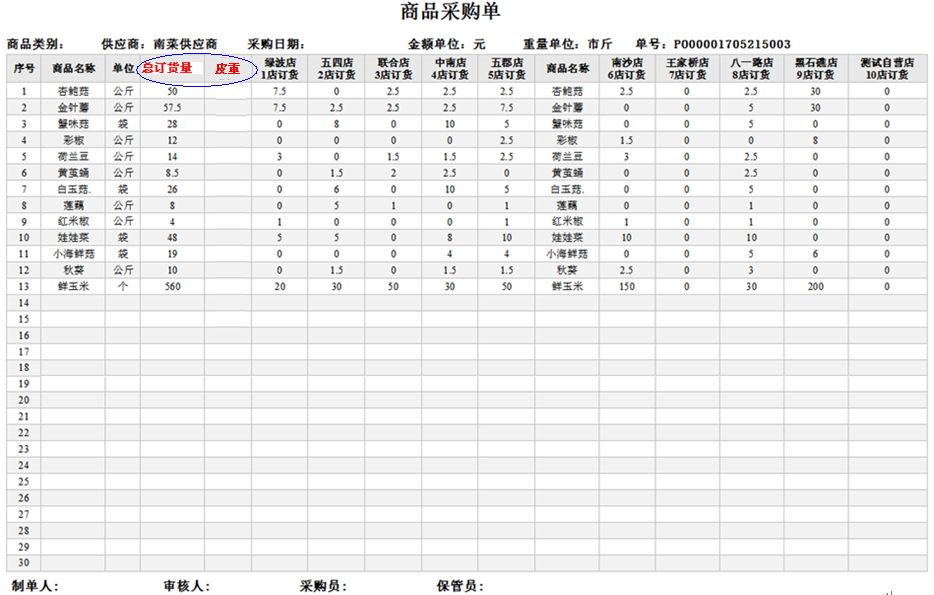 商品采购单
商品类别： 供应商：南菜供应商 采购日期： 金额单位：元 重量单位：市斤 单号：P000001705215003
序号 商品名称 单位 总订货量 皮重 绿波店 1店订货 五四店 2店订货 联合店 3店订货 中南店 4店订货 五郡店 5店订货 商品名称 南沙店 6店订货 王家桥店 7店订货 八一路店 8店订货 黑石礁店 9店订货 测试自营店 10店订货
1 杏鲍菇 公斤 50 7.5 0 2.5 2.5 2.5 杏鲍菇 2.5 0 2.5 30 0
2 金针蘑 公斤 57.5 7.5 2.5 2.5 2.5 7.5 金针蘑 0 0 5 30 0
3 蟹味菇 袋 28 0 8 0 10 5 蟹味菇 0 0 5 0 0
4 彩椒 公斤 12 0 0 0 0 2.5 彩椒 1.5 0 0 8 0
5 荷兰豆 公斤 14 3 0 1.5 1.5 2.5 荷兰豆 3 0 2.5 0 0
6 黄茧蛹 公斤 8.5 0 1.5 2 2.5 0 黄茧蛹 0 0 2.5 0 0
7 白玉菇. 袋 26 0 6 0 10 5 白玉菇. 0 0 5 0 0
8 莲藕 公斤 8 0 5 1 0 1 莲藕 0 0 1 0 0
9 红米椒 公斤 4 1 0 0 0 1 红米椒 1 0 1 0 0
10 娃娃菜 袋 48 5 5 0 8 10 娃娃菜 10 0 10 0 0
11 小海鲜菇 袋 19 0 0 0 4 4 小海鲜菇 0 0 5 6 0
12 秋葵 公斤 10 0 1.5 0 1.5 1.5 秋葵 2.5 0 3 0 0
13 鲜玉米 个 560 20 30 50 30 50 鲜玉米 150 0 30 200 0
14
15
16
17
18
19
20
21
22
23
24
25
26
27
28
29
30
制单人： 审核人： 采购员： 保管员：